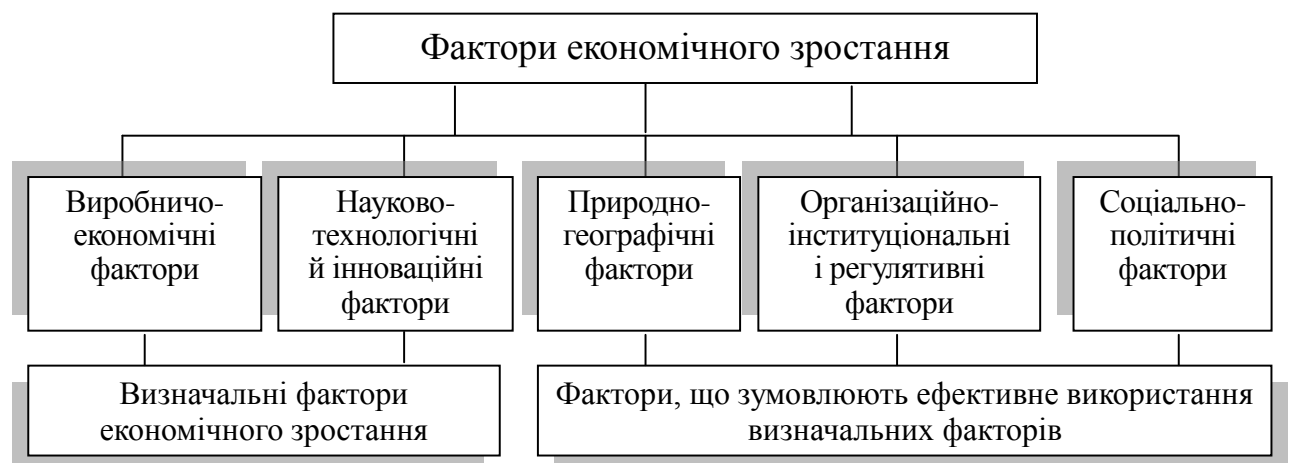 Фактори економічного зростання
Виробничо-
економічні
фактори
Науково-
технологічні
й інноваційні
фактори
Природно-
географічні
фактори
Організаційно-
інституціональні
і регулятивні
фактори
Соціально-
політичні
фактори
Визначальні фактори
економічного зростання
Фактори, що зумовлюють ефективне використання
визначальних факторів